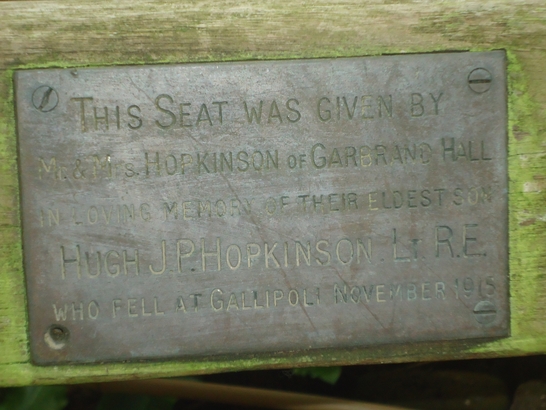 THIS SEAT WAS GIVEN BY
MR. & MRS. HOPKINSON OF GARBRAND HALL
IN LOVING MEMORY OF THEIR ELDEST SON
HUGH J.P. HOPKINSON. LT R.E.
WHO FELL AT GALLIPOLI NOVEMBER 1915